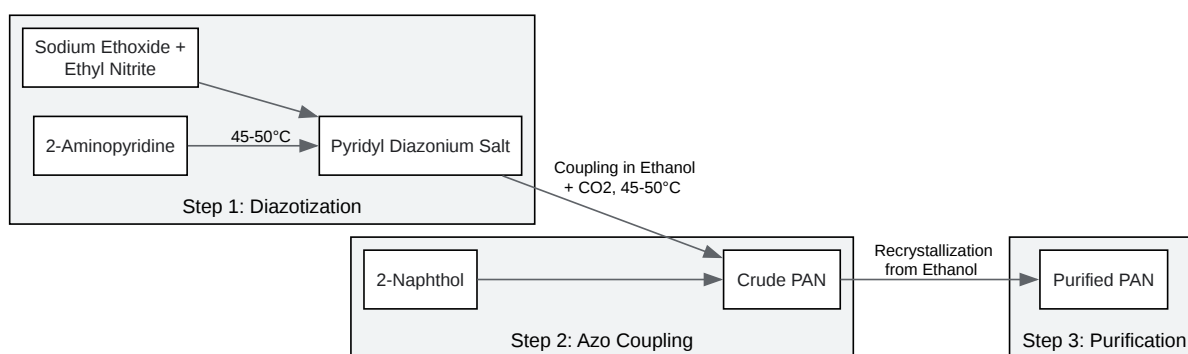 Sodium Ethoxide +
Ethyl Nitrite
2-Aminopyridine
45-50°C
Pyridyl Diazonium Salt
Step 1: Diazotization
Coupling in Ethanol
+ CO2, 45-50°C
2-Naphthol
Crude PAN
Step 2: Azo Coupling
Recrystallization
from Ethanol
Purified PAN
Step 3: Purification